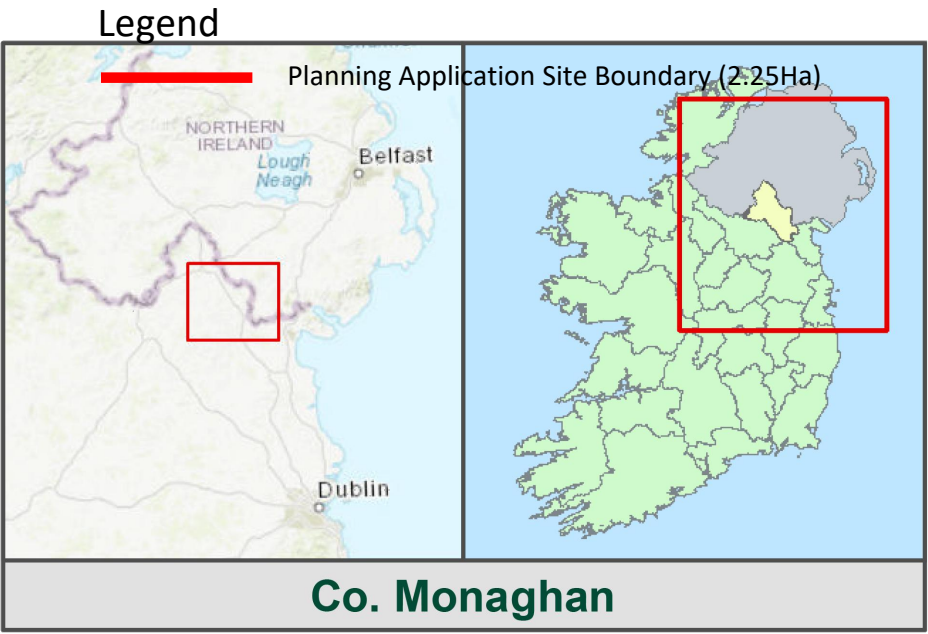 Legend
Planning Application Site Boundary (2.25Ha)
NORTHERN
IRELAND
Lough
Neagh
Belfast
Dublin
Co. Monaghan